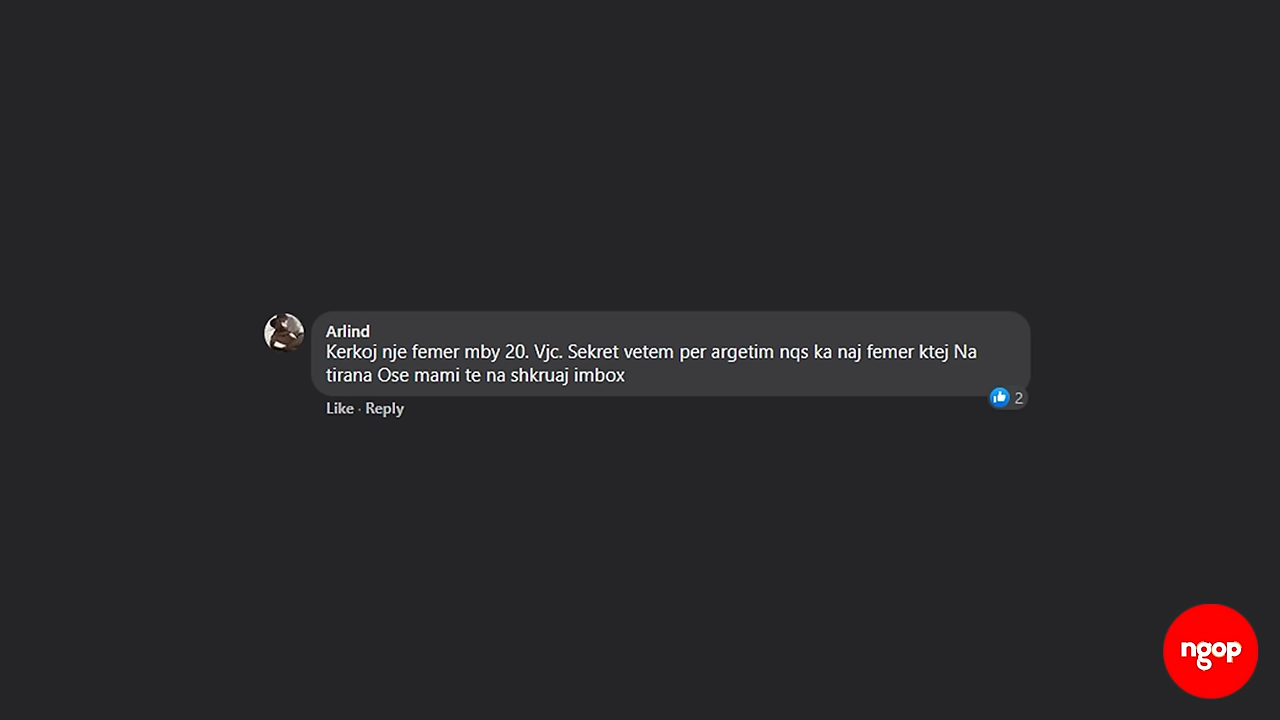 Arlind
Kerkoj nje femer mby 20. Vjc. Sekret vetem per argetim nqs ka naj femer ktej Na
tirana Ose mami te na shkruaj imbox
2
Like · Reply
ngop